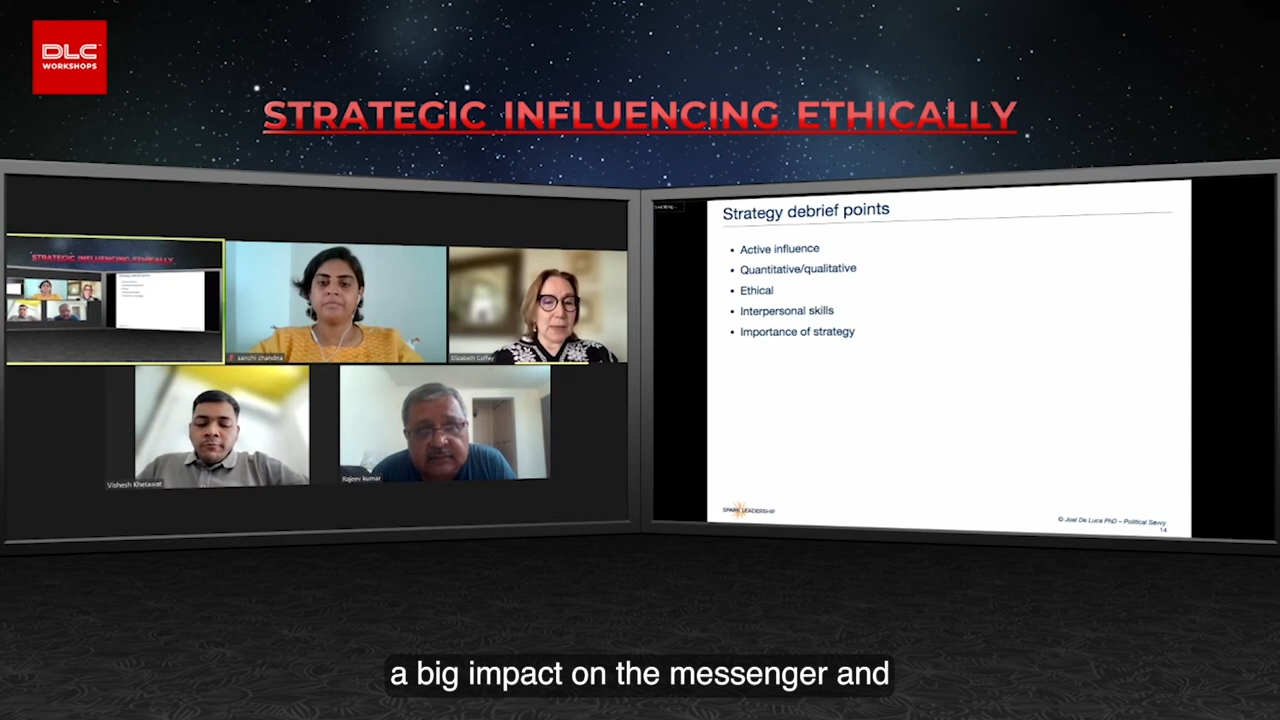 DLC
WORKSHOPS
STRATEGIC INFLUENCING ETHICALLY
STRATEGIC INFLUENCING ETHICALLY
sanchi chandna
Elizabeth Coffey
Vishesh Khetawat
Rajeev kumar
Strategy debrief points
• Active influence
• Quantitative/qualitative
• Ethical
• Interpersonal skills
• Importance of strategy
SPARK LEADERSHIP
© Joel De Luca PhD – Political Savvy
14
a big impact on the messenger and